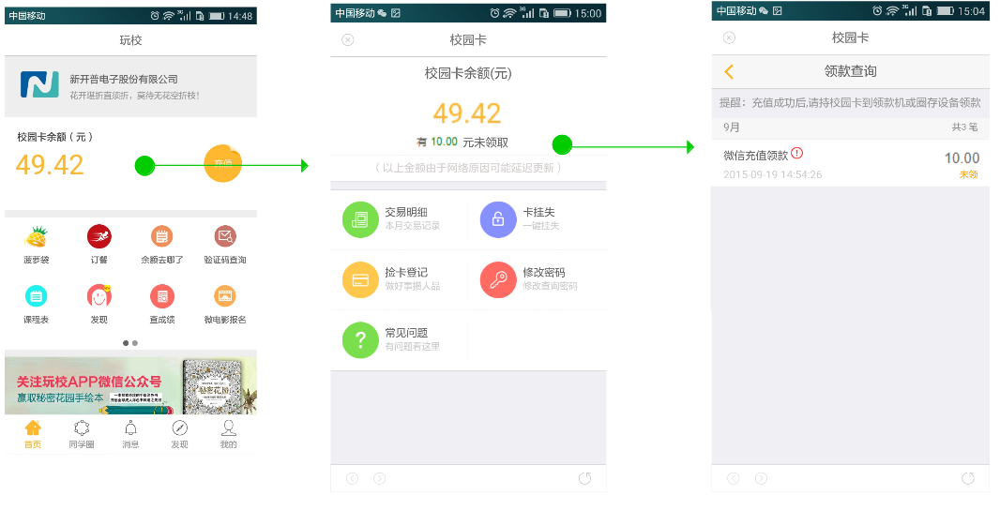 中国移动
3G
14:48
玩校
新开普电子股份有限公司
花开堪折直须折，莫待无花空折枝！
校园卡余额（元）
49.42
充值
菠萝袋
订餐
余额去哪了
验证码查询
课程表
发现
查成绩
微电影报名
关注玩校APP微信公众号
赢取秘密花园手绘本
秘密花园
首页
同学圈
消息
发现
我的
中国移动
3G
15:00
校园卡
校园卡余额(元)
49.42
有 10.00 元未领取
（以上金额由于网络原因可能延迟更新）
交易明细
本月交易记录
卡挂失
一键挂失
捡卡登记
做好事攒人品
修改密码
修改查询密码
?
常见问题
有问题看这里
中国移动
3G
15:04
校园卡
领款查询
提醒：充值成功后,请持校园卡到领款机或圈存设备领款
9月
共3 笔
微信充值领款
10.00
2015-09-19 14:54:26
未领